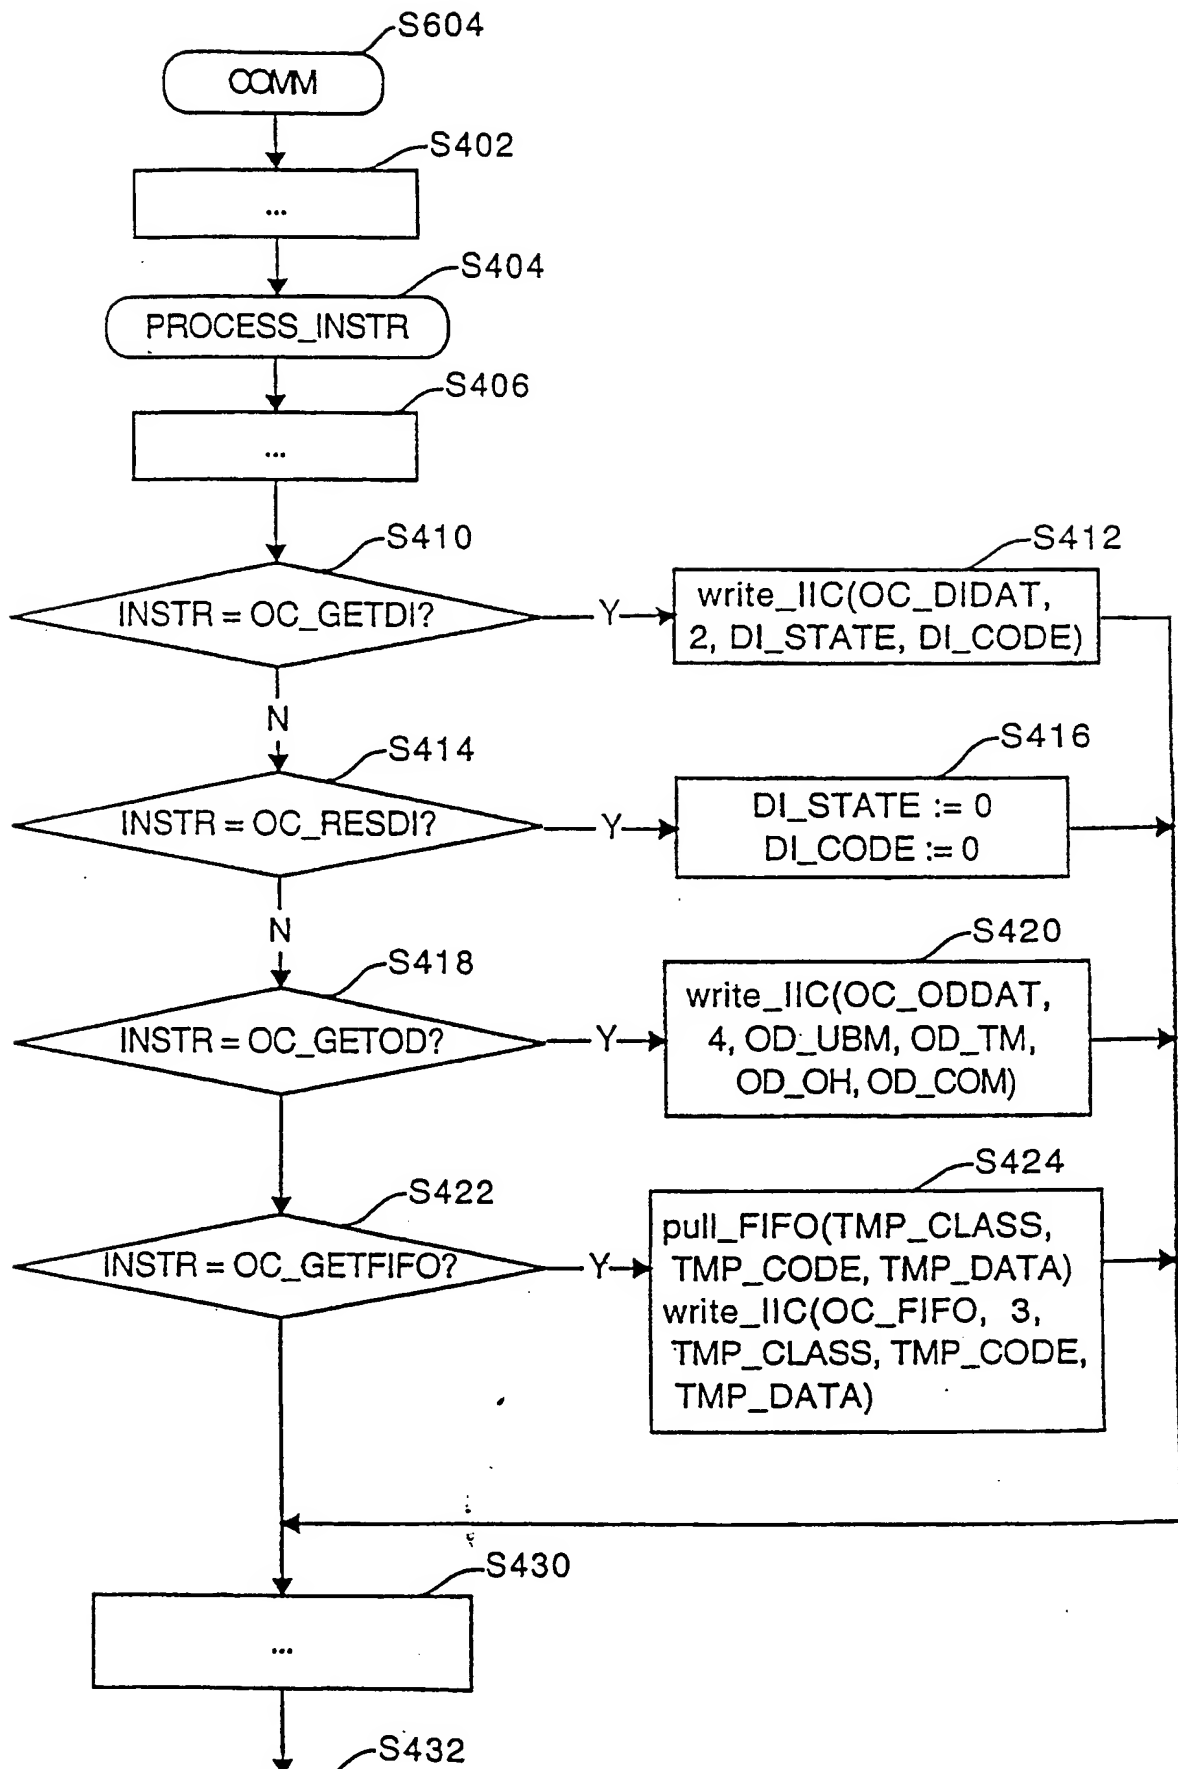 S604
COMM
S402
...
S404
PROCESS_INSTR
S406
...
S410
INSTR = OC_GETDI?
Y
S412
write_IIC(OC_DIDAT,
2, DI_STATE, DI_CODE)
N
S414
INSTR = OC_RESDI?
Y
S416
DI_STATE := 0
DI_CODE := 0
N
S418
INSTR = OC_GETOD?
Y
S420
write_IIC(OC_ODDAT,
4, OD_UBM, OD_TM,
OD_OH, OD_COM)
S422
INSTR = OC_GETFIFO?
Y
S424
pull_FIFO(TMP_CLASS,
TMP_CODE, TMP_DATA)
write_IIC(OC_FIFO, 3,
TMP_CLASS, TMP_CODE,
TMP_DATA)
S430
...
S432